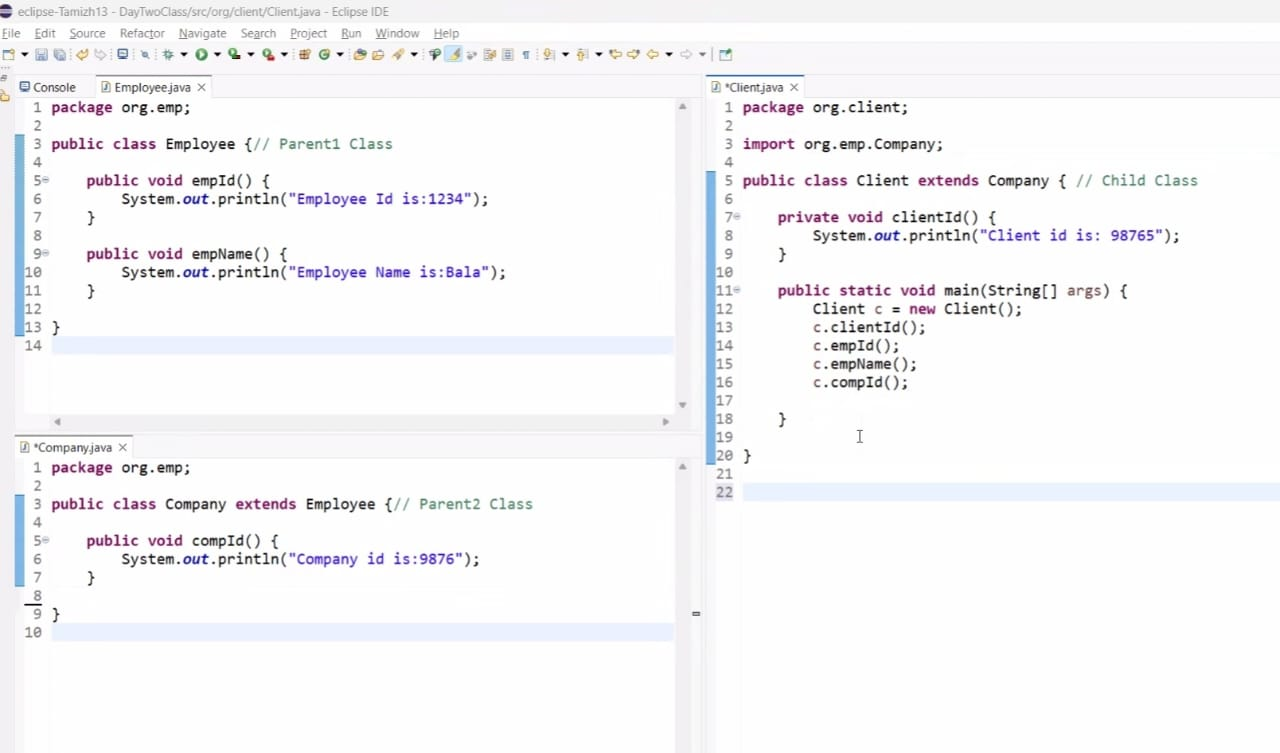 eclipse-Tamizh13 - DayTwoClass/src/org/client/Client.java - Eclipse IDE
File Edit Source Refactor Navigate Search Project Run Window Help
Console Employee.java
1 package org.emp;
2
3 public class Employee {// Parent1 Class
4
5 public void empId() {
6 System.out.println("Employee Id is:1234");
7 }
8
9 public void empName() {
10 System.out.println("Employee Name is:Bala");
11 }
12
13 }
14
*Company.java
1 package org.emp;
2
3 public class Company extends Employee {// Parent2 Class
4
5 public void compId() {
6 System.out.println("Company id is:9876");
7 }
8
9 }
10
*Client.java
1 package org.client;
2
3 import org.emp.Company;
4
5 public class Client extends Company { // Child Class
6
7 private void clientId() {
8 System.out.println("Client id is: 98765");
9 }
10
11 public static void main(String[] args) {
12 Client c = new Client();
13 c.clientId();
14 c.empId();
15 c.empName();
16 c.compId();
17
18 }
19
20 }
21
22